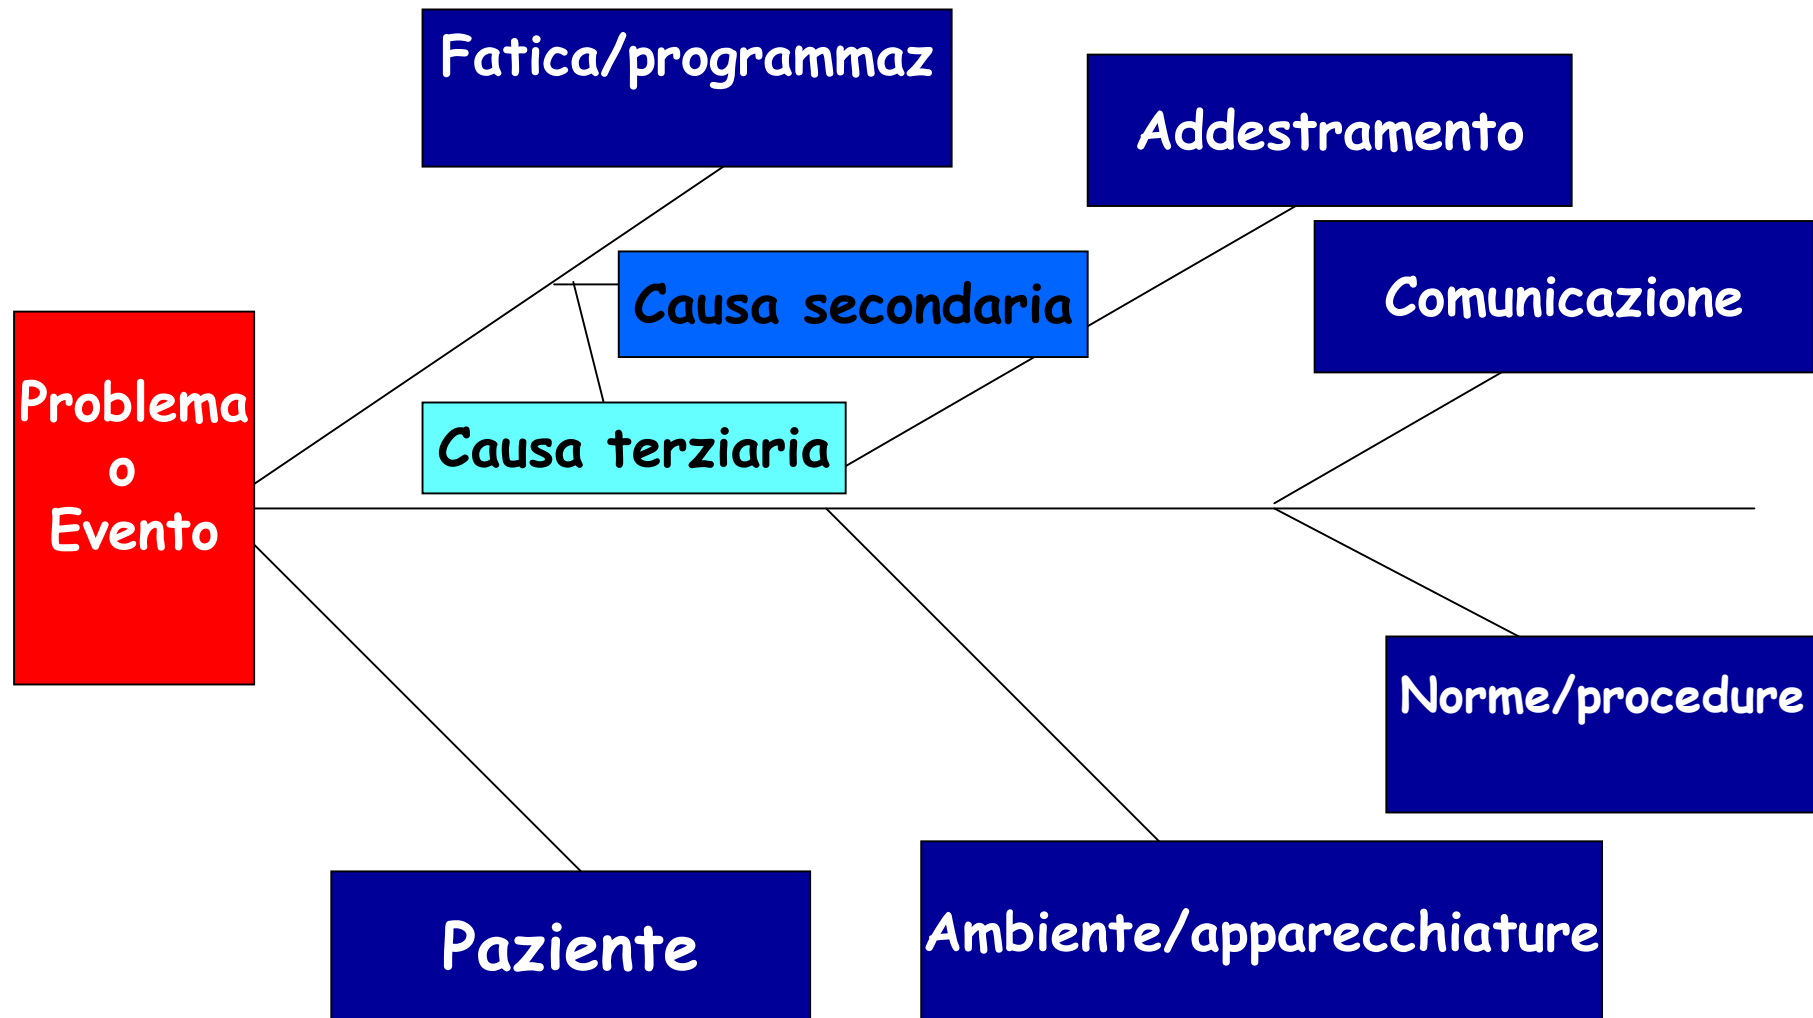 Fatica/programmaz
Addestramento
Comunicazione
Causa secondaria
Causa terziaria
Problema
o
Evento
Norme/procedure
Paziente
Ambiente/apparecchiature